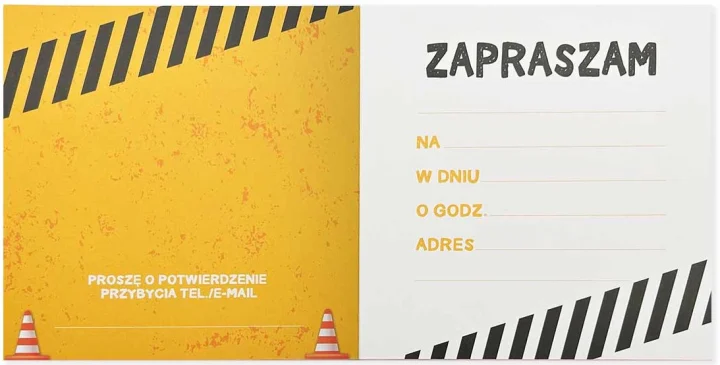 PROSZĘ O POTWIERDZENIE
PRZYBYCIA TEL./E-MAIL
ZAPRASZAM
NA
W DNIU
O GODZ.
ADRES